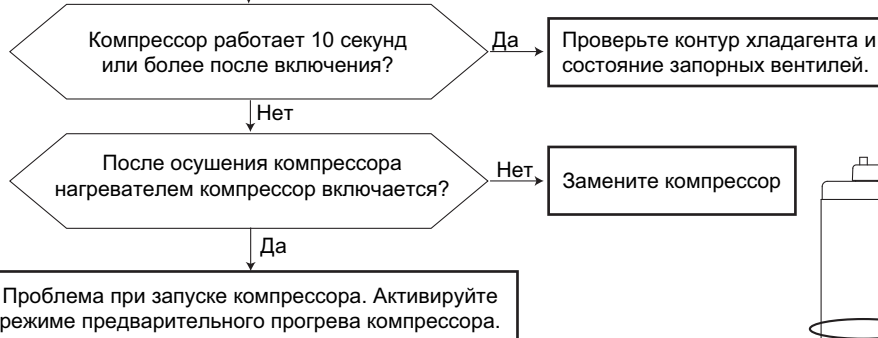 Компрессор работает 10 секунд
или более после включения?
Да
Проверьте контур хладагента и
состояние запорных вентилей.
Нет
После осушения компрессора
нагревателем компрессор включается?
Нет
Замените компрессор
Да
Проблема при запуске компрессора. Активируйте
режиме предварительного прогрева компрессора.